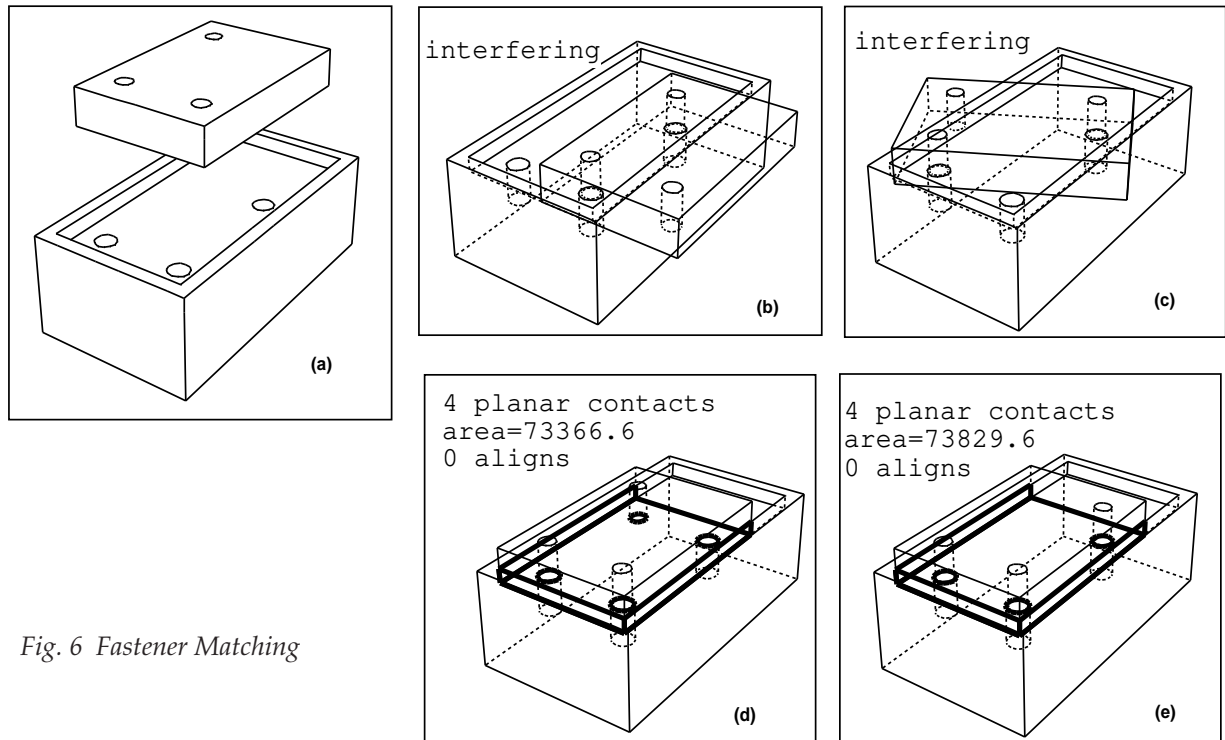 (a)
interfering
(b)
interfering
(c)
4 planar contacts
area=73366.6
0 aligns
(d)
4 planar contacts
area=73829.6
0 aligns
(e)
Fig. 6 Fastener Matching